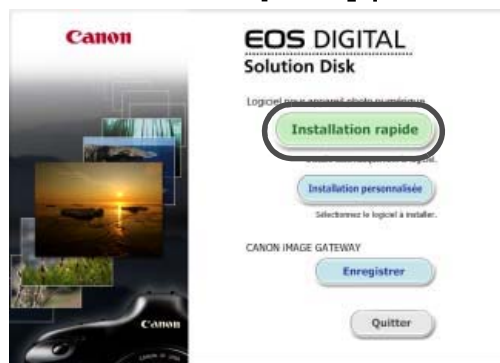 Canon
EOS DIGITAL
Solution Disk
Logiciel pour appareil photo numérique
Installation rapide
Installation personnalisée
Sélectionnez le logiciel à installer.
CANON iMAGE GATEWAY
Enregistrer
Canon
Quitter